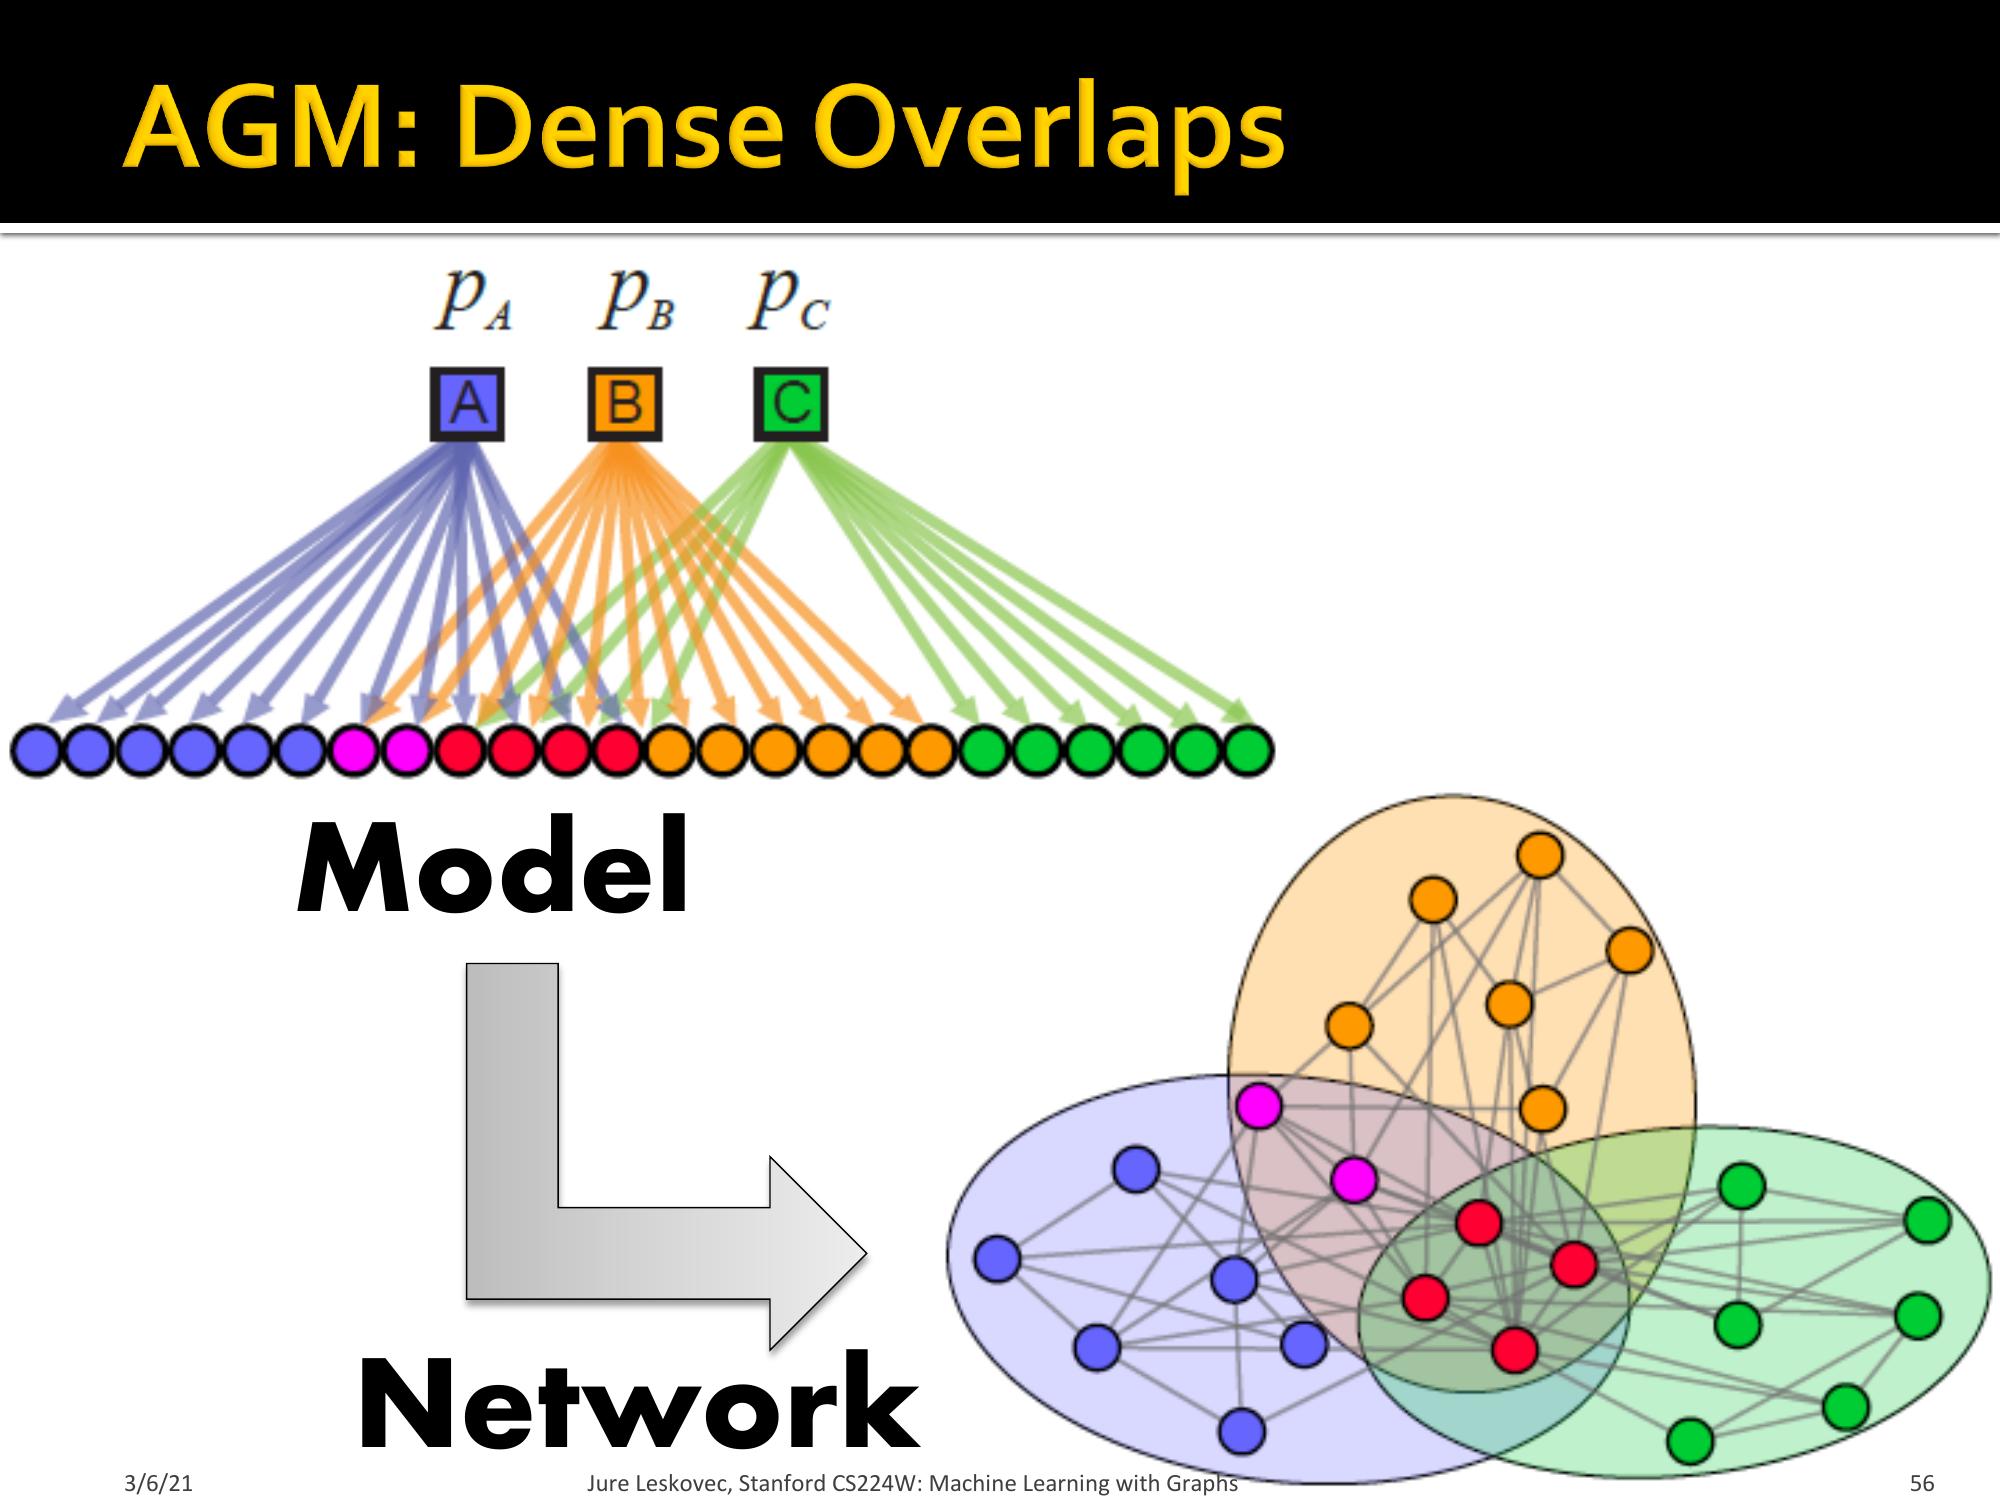 AGM: Dense Overlaps
p_A p_B p_C
A B C
Model
Network
3/6/21 Jure Leskovec, Stanford CS224W: Machine Learning with Graphs 56